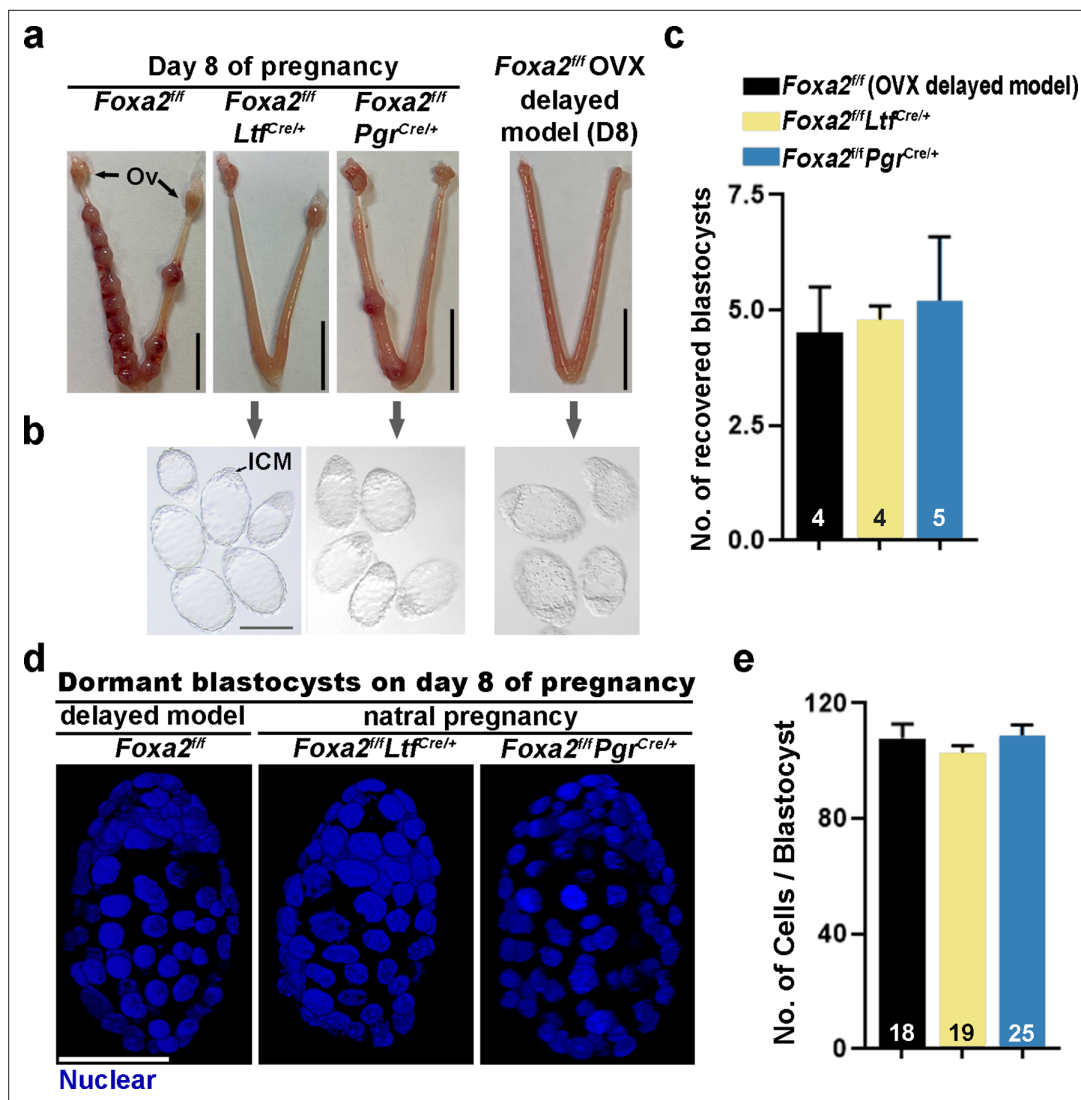 a
Day 8 of pregnancy
Foxa2f/f
Foxa2f/f
LtfCre/+
Foxa2f/f
PgrCre/+
Foxa2f/f OVX
delayed
model (D8)
Ov
b
ICM
c
Foxa2f/f (OVX delayed model)
Foxa2f/f LtfCre/+
Foxa2f/f PgrCre/+
No. of recovered blastocysts
7.5
5.0
2.5
0.0
4
4
5
d
Dormant blastocysts on day 8 of pregnancy
delayed model
natral pregnancy
Foxa2f/f
Foxa2f/f LtfCre/+
Foxa2f/f PgrCre/+
Nuclear
e
No. of Cells / Blastocyst
120
80
40
0
18
19
25